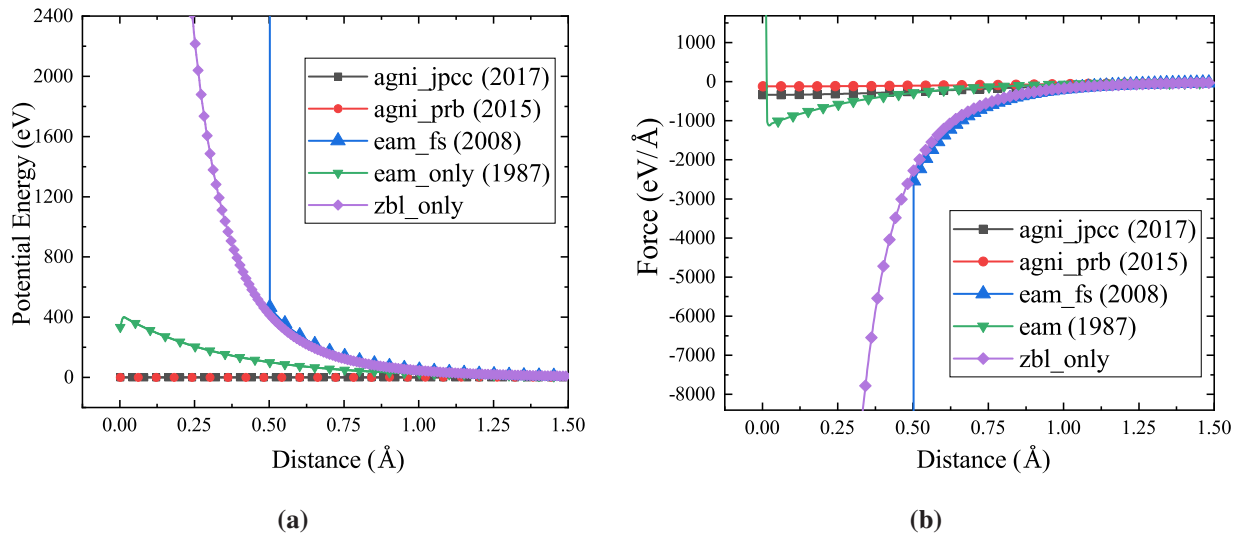 2400
2000
1600
1200
800
400
0
Potential Energy (eV)
agni_jpcc (2017)
agni_prb (2015)
eam_fs (2008)
eam_only (1987)
zbl_only
0.00 0.25 0.50 0.75 1.00 1.25 1.50
Distance (Å)
(a)
1000
0
-1000
-2000
-3000
-4000
-5000
-6000
-7000
-8000
Force (eV/Å)
agni_jpcc (2017)
agni_prb (2015)
eam_fs (2008)
eam (1987)
zbl_only
0.00 0.25 0.50 0.75 1.00 1.25 1.50
Distance (Å)
(b)